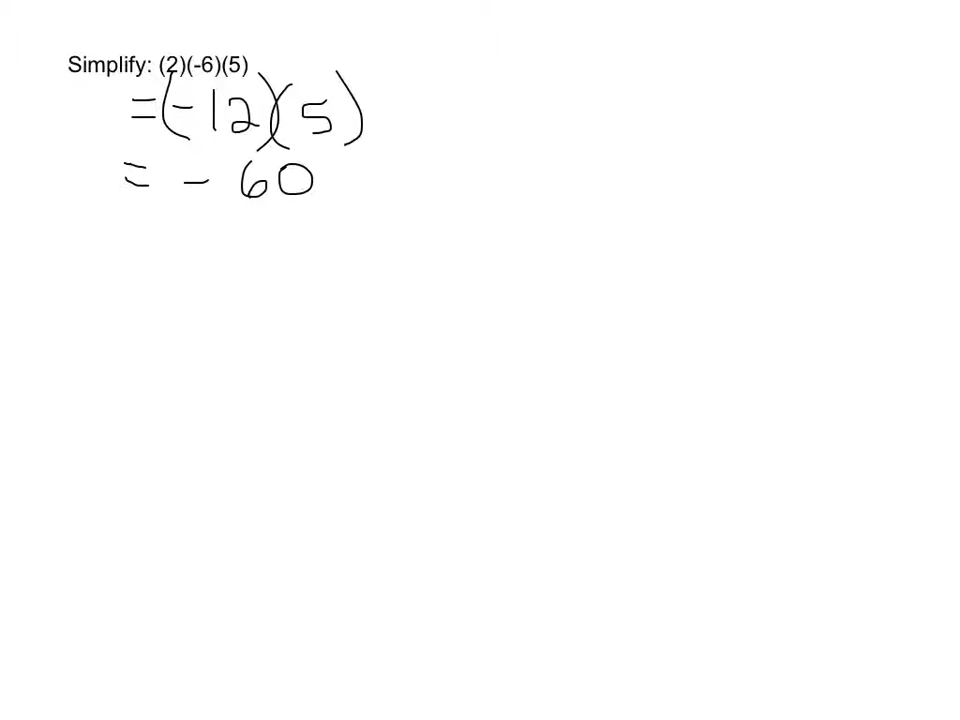 Simplify: (2)(-6)(5)
=(-12)(5)
= - 60